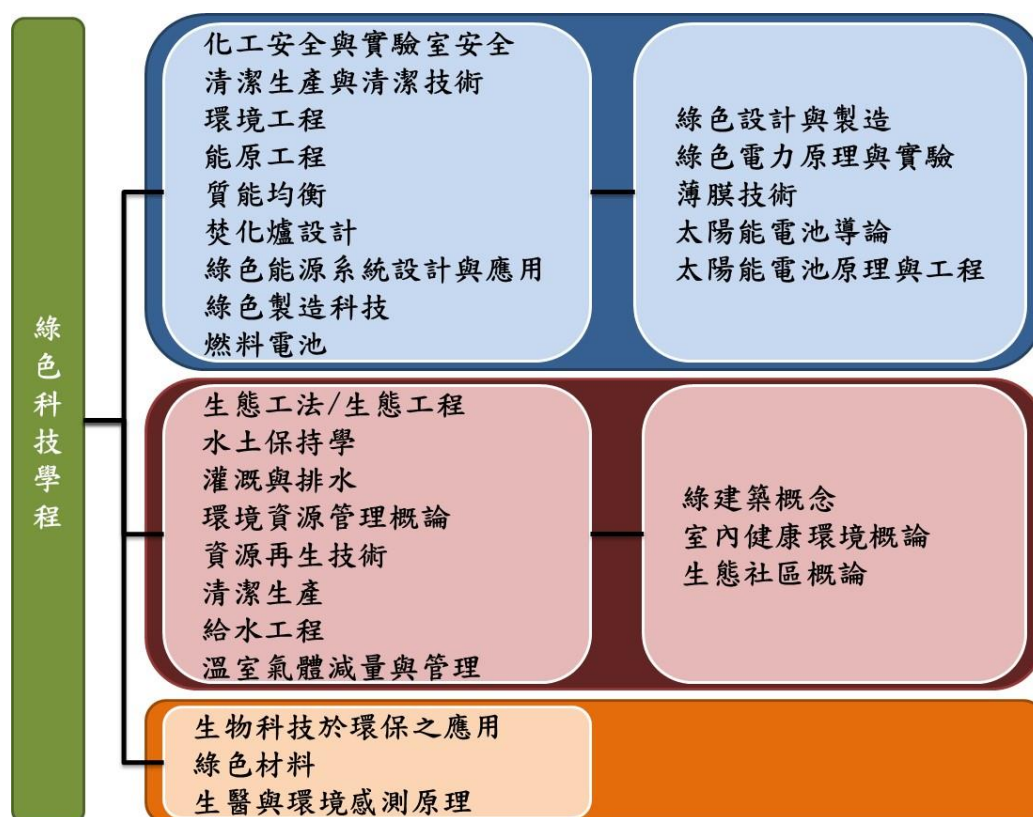 綠色科技學程
化工安全與實驗室安全
清潔生產與清潔技術
環境工程
能原工程
質能均衡
焚化爐設計
綠色能源系統設計與應用
綠色製造科技
燃料電池
綠色設計與製造
綠色電力原理與實驗
薄膜技術
太陽能電池導論
太陽能電池原理與工程
生態工法/生態工程
水土保持學
灌溉與排水
環境資源管理概論
資源再生技術
清潔生產
給水工程
溫室氣體減量與管理
綠建築概念
室內健康環境概論
生態社區概論
生物科技於環保之應用
綠色材料
生醫與環境感測原理